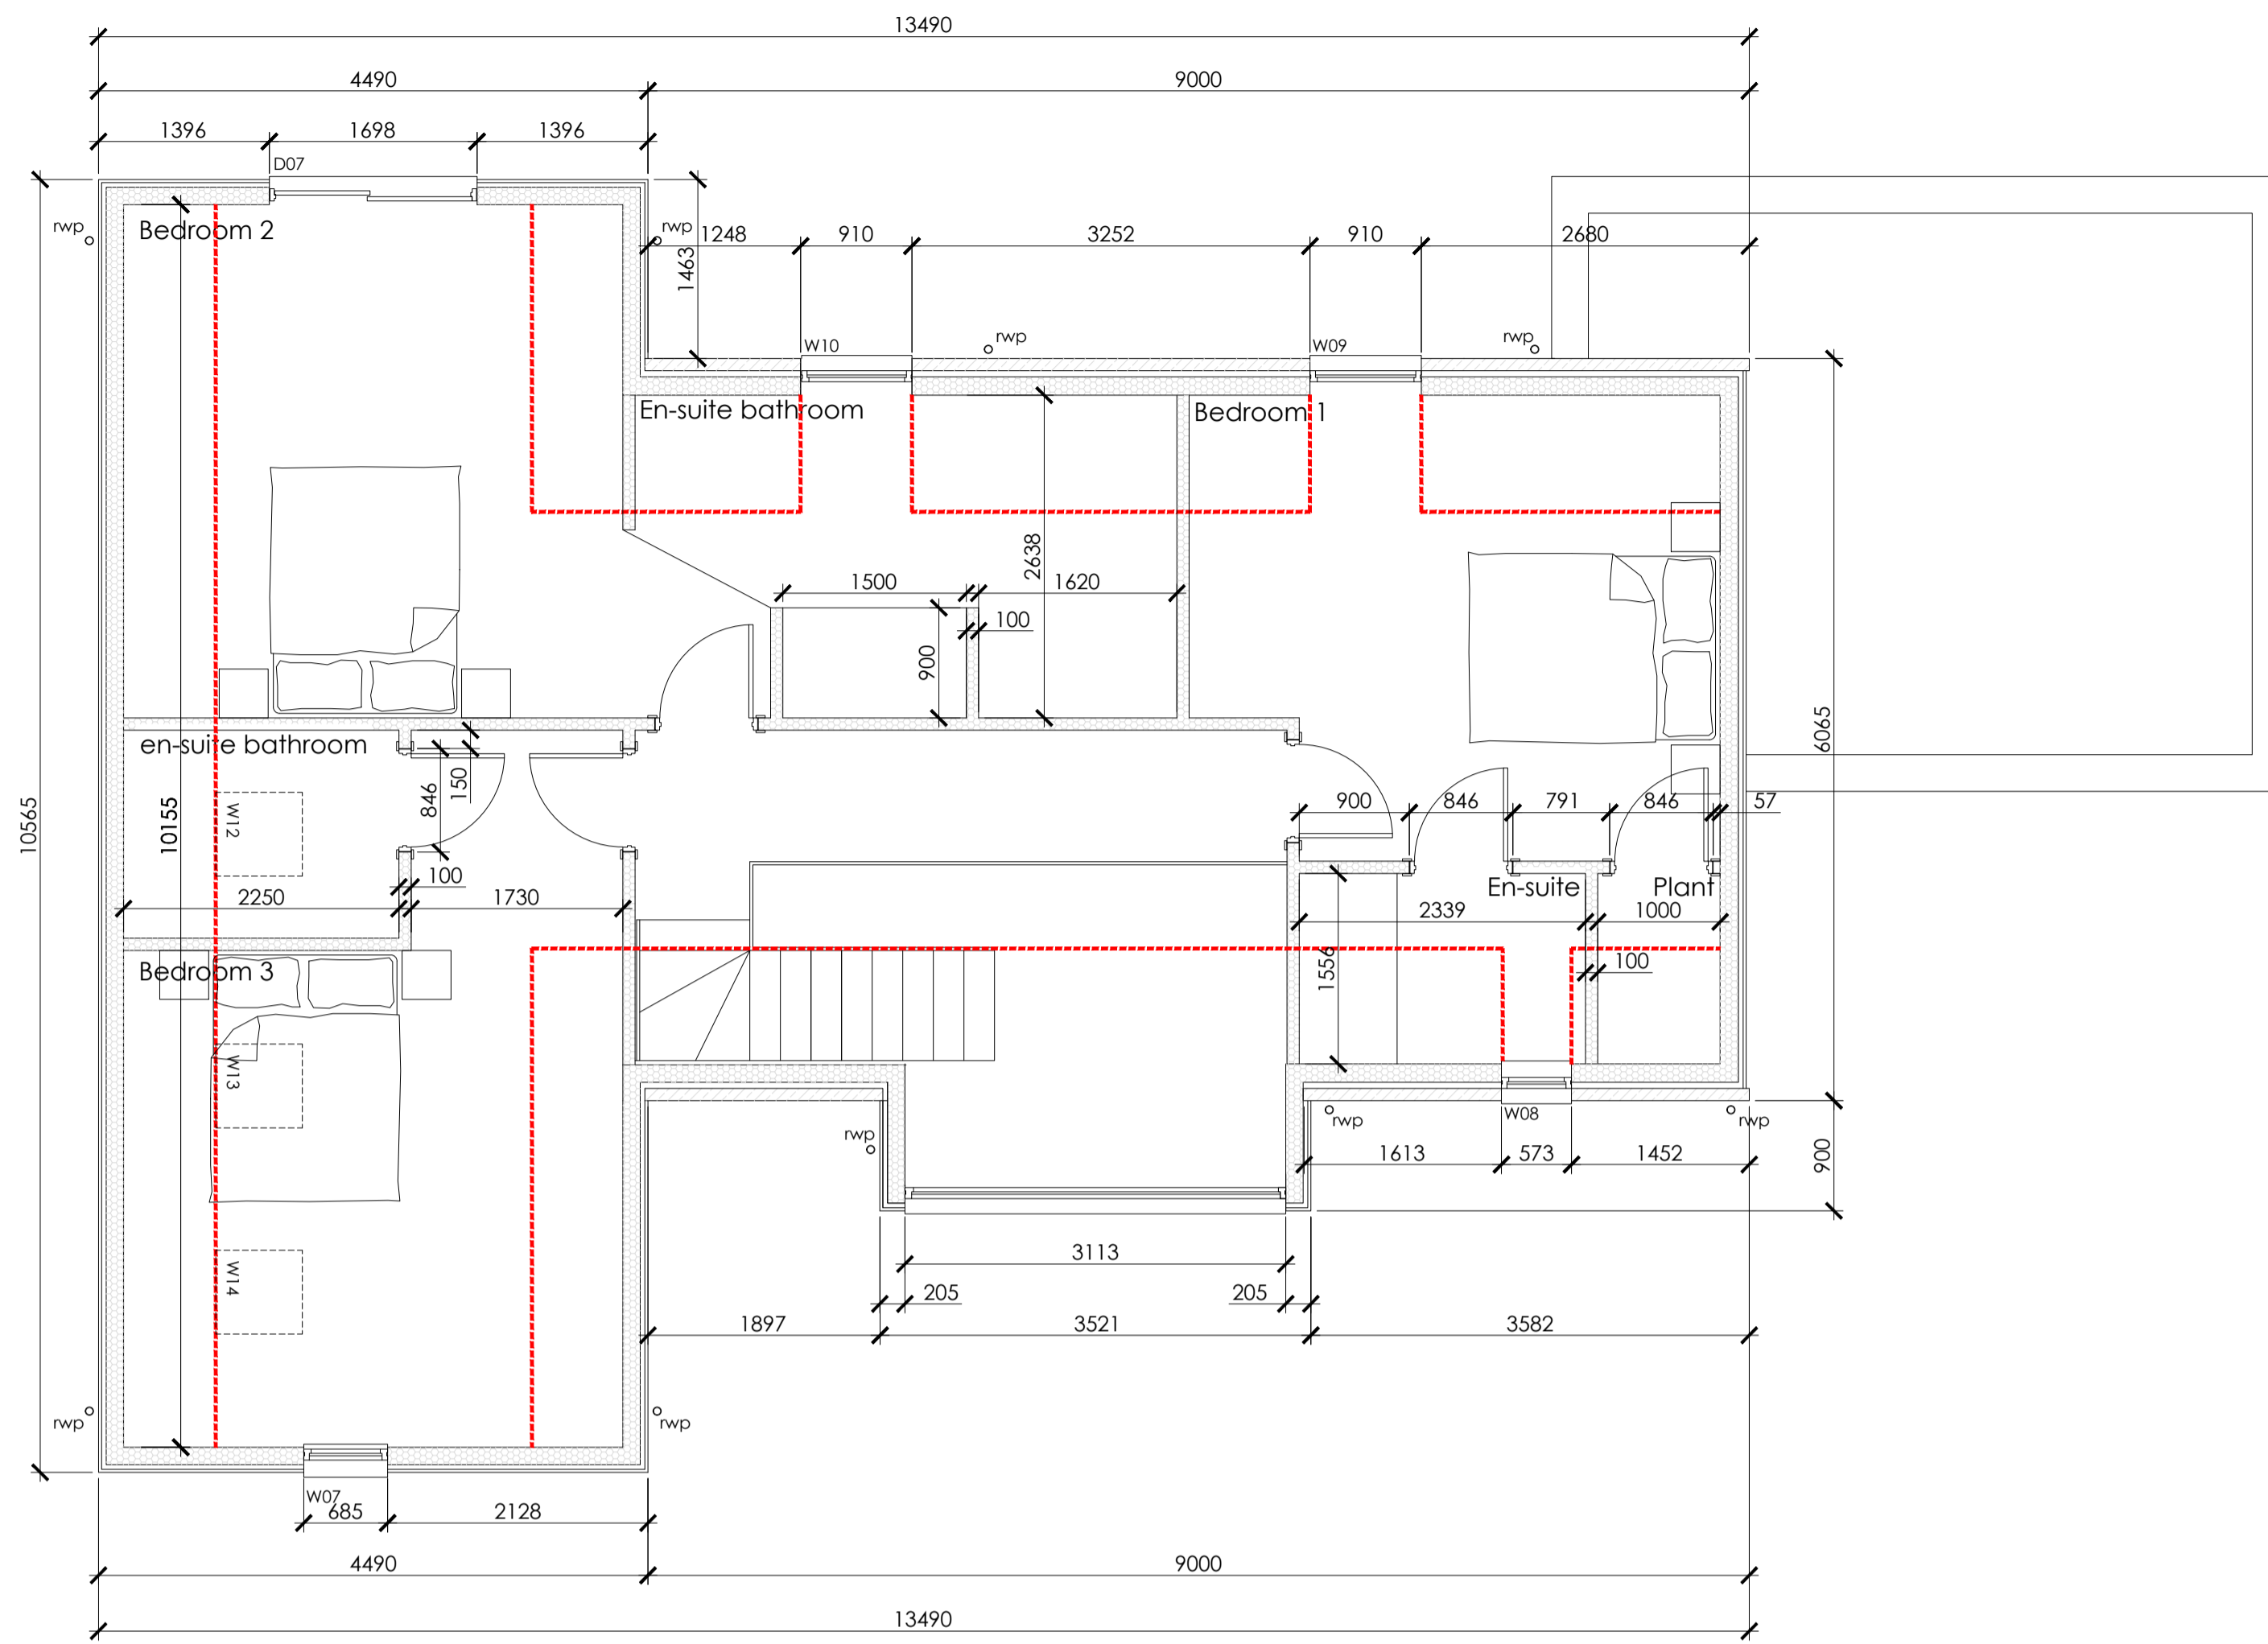 13490
4490 9000
1396 1698 1396
D07
rwp
Bedroom 2
rwp
1248 910 3252 910 2680
1463
W10
rwp
W09
rwp
En-suite bathroom
Bedroom 1
2638
1500
1620
100
900
6065
en-suite bathroom
150
846
W12
10565
10155
900 846 791 846 57
100
2250
1730
En-suite
Plant
2339
1000
1556
100
Bedroom 3
W13
rwp
rwp
W08
rwp
900
1613 573 1452
W14
3113
205
205
1897 3521 3582
rwp
rwp
W07
685 2128
4490 9000
13490